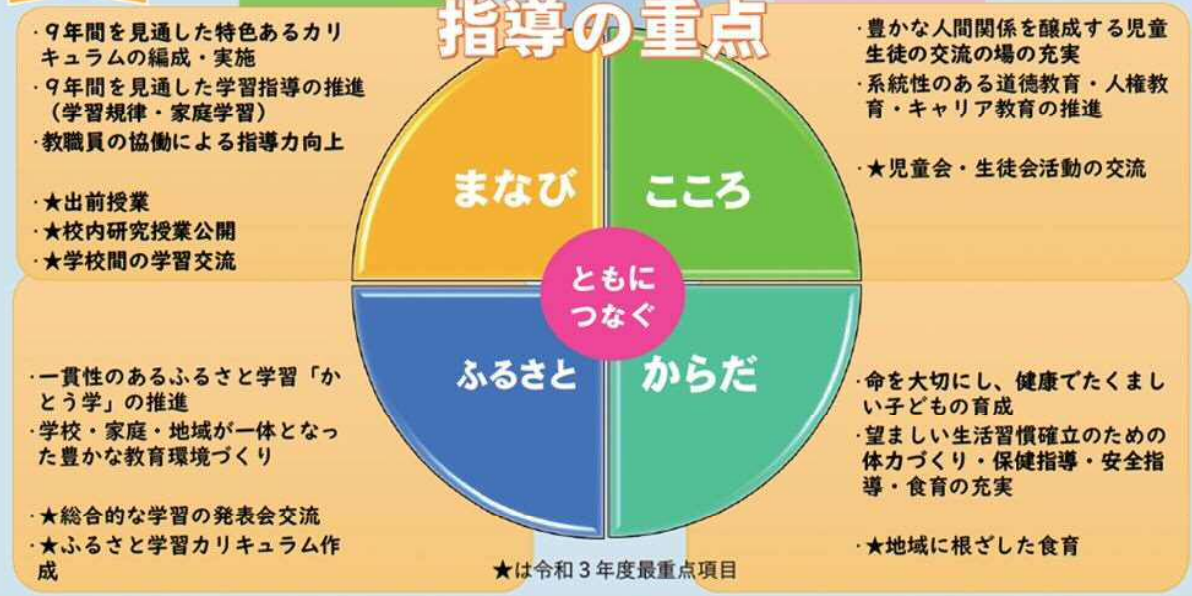 指導の重点
・9年間を見通した特色あるカリ
キュラムの編成・実施
・9年間を見通した学習指導の推進
（学習規律・家庭学習）
・教職員の協働による指導力向上
・★出前授業
・★校内研究授業公開
・★学校間の学習交流
・豊かな人間関係を醸成する児童
生徒の交流の場の充実
・系統性のある道徳教育・人権教
育・キャリア教育の推進
・★児童会・生徒会活動の交流
まなび
こころ
ともに
つなぐ
ふるさと
からだ
・一貫性のあるふるさと学習「か
とう学」の推進
・学校・家庭・地域が一体となっ
た豊かな教育環境づくり
・★総合的な学習の発表会交流
・★ふるさと学習カリキュラム作
成
・命を大切にし、健康でたくまし
い子どもの育成
・望ましい生活習慣確立のための
体力づくり・保健指導・安全指
導・食育の充実
・★地域に根ざした食育
★は令和３年度最重点項目